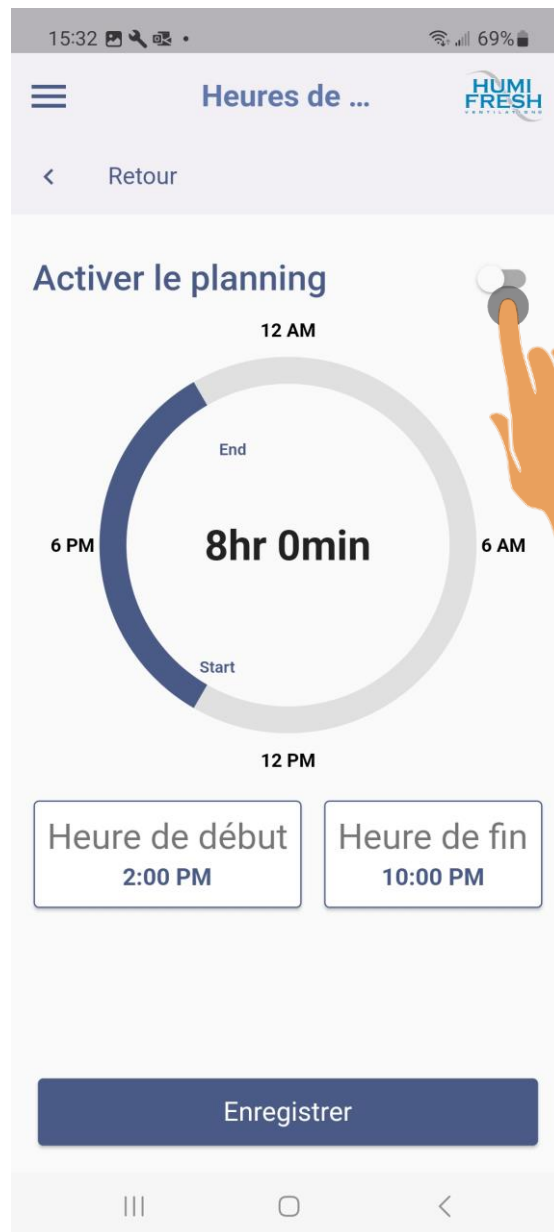 15:32 69%
Heures de ...
HUMI
FRESH
VENTILATIONS
Retour
Activer le planning
12 AM
End
6 PM
8hr 0min
6 AM
Start
12 PM
Heure de début
2:00 PM
Heure de fin
10:00 PM
Enregistrer